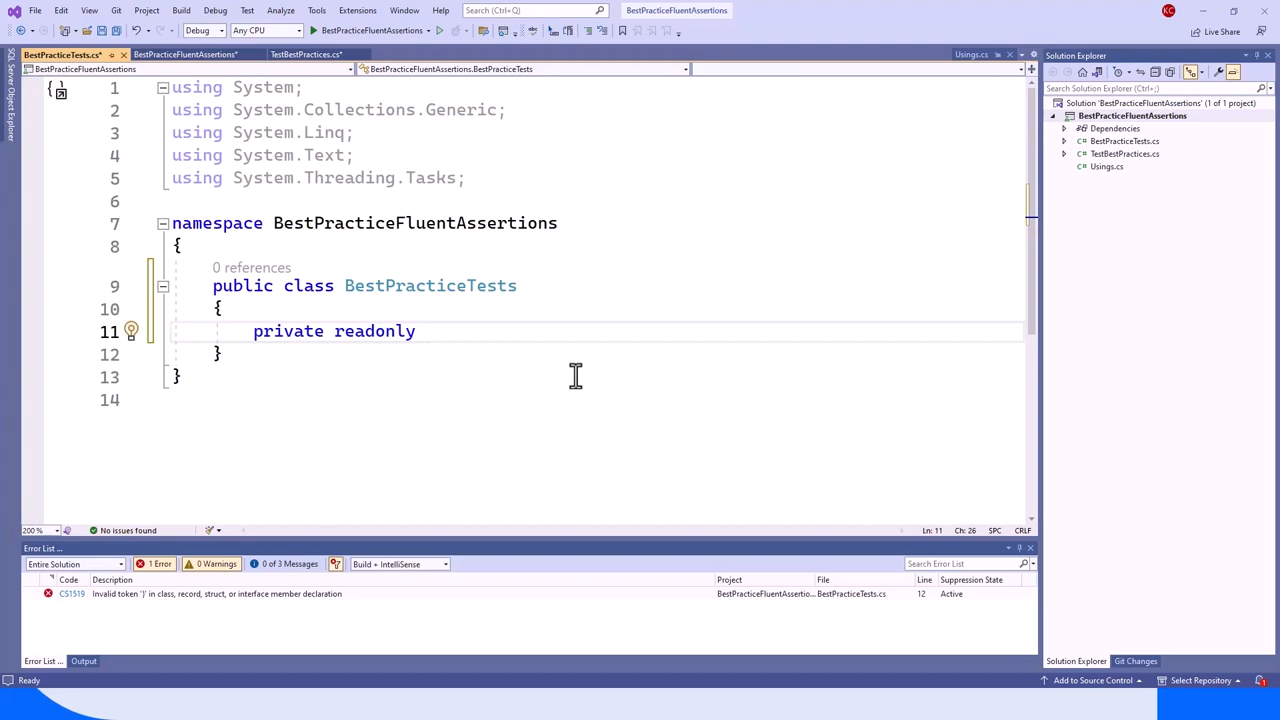 File Edit View Git Project Build Debug Test Analyze Tools Extensions Window Help Search (Ctrl+Q) BestPracticeFluentAssertions KC
Debug Any CPU BestPracticeFluentAssertions Live Share
BestPracticeTests.cs* BestPracticeFluentAssertions* TestBestPractices.cs* Usings.cs Solution Explorer
BestPracticeFluentAssertions BestPracticeFluentAssertions.BestPracticeTests
Search Solution Explorer (Ctrl+;)
Solution 'BestPracticeFluentAssertions' (1 of 1 project)
BestPracticeFluentAssertions
Dependencies
BestPracticeTests.cs
TestBestPractices.cs
Usings.cs
SQL Server Object Explorer
1 using System;
2 using System.Collections.Generic;
3 using System.Linq;
4 using System.Text;
5 using System.Threading.Tasks;
6
7 namespace BestPracticeFluentAssertions
8 {
0 references
9 public class BestPracticeTests
10 {
11 private readonly
12 }
13 }
14
200 % No issues found Ln: 11 Ch: 26 SPC CRLF
Error List ...
Entire Solution 1 Error 0 Warnings 0 of 3 Messages Build + IntelliSense Search Error List
Code Description Project File Line Suppression State
CS1519 Invalid token '}' in class, record, struct, or interface member declaration BestPracticeFluentAssertio... BestPracticeTests.cs 12 Active
Error List ... Output Solution Explorer Git Changes
Ready Add to Source Control Select Repository 1